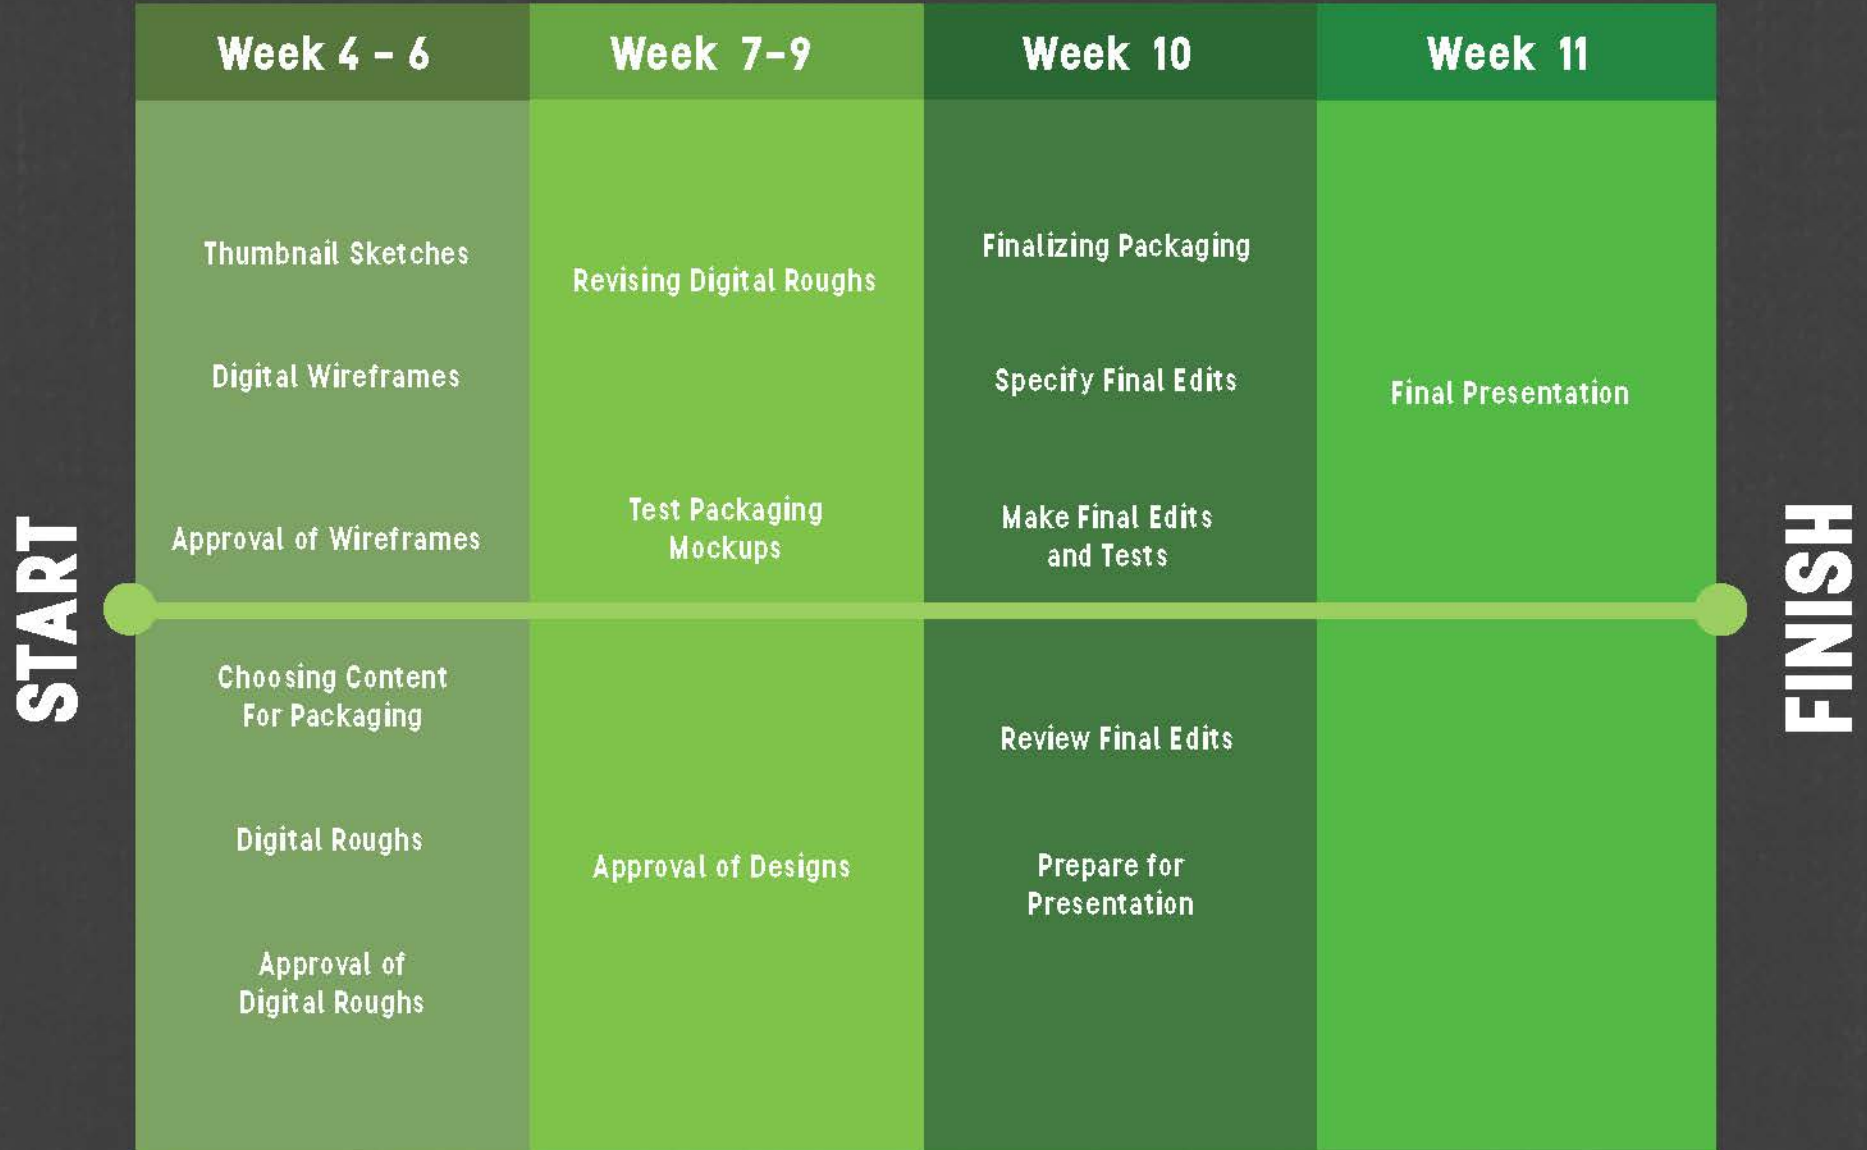 START
Week 4 - 6
Thumbnail Sketches
Digital Wireframes
Approval of Wireframes
Choosing Content
For Packaging
Digital Roughs
Approval of
Digital Roughs
Week 7-9
Revising Digital Roughs
Test Packaging
Mockups
Approval of Designs
Week 10
Finalizing Packaging
Specify Final Edits
Make Final Edits
and Tests
Review Final Edits
Prepare for
Presentation
Week 11
Final Presentation
FINISH